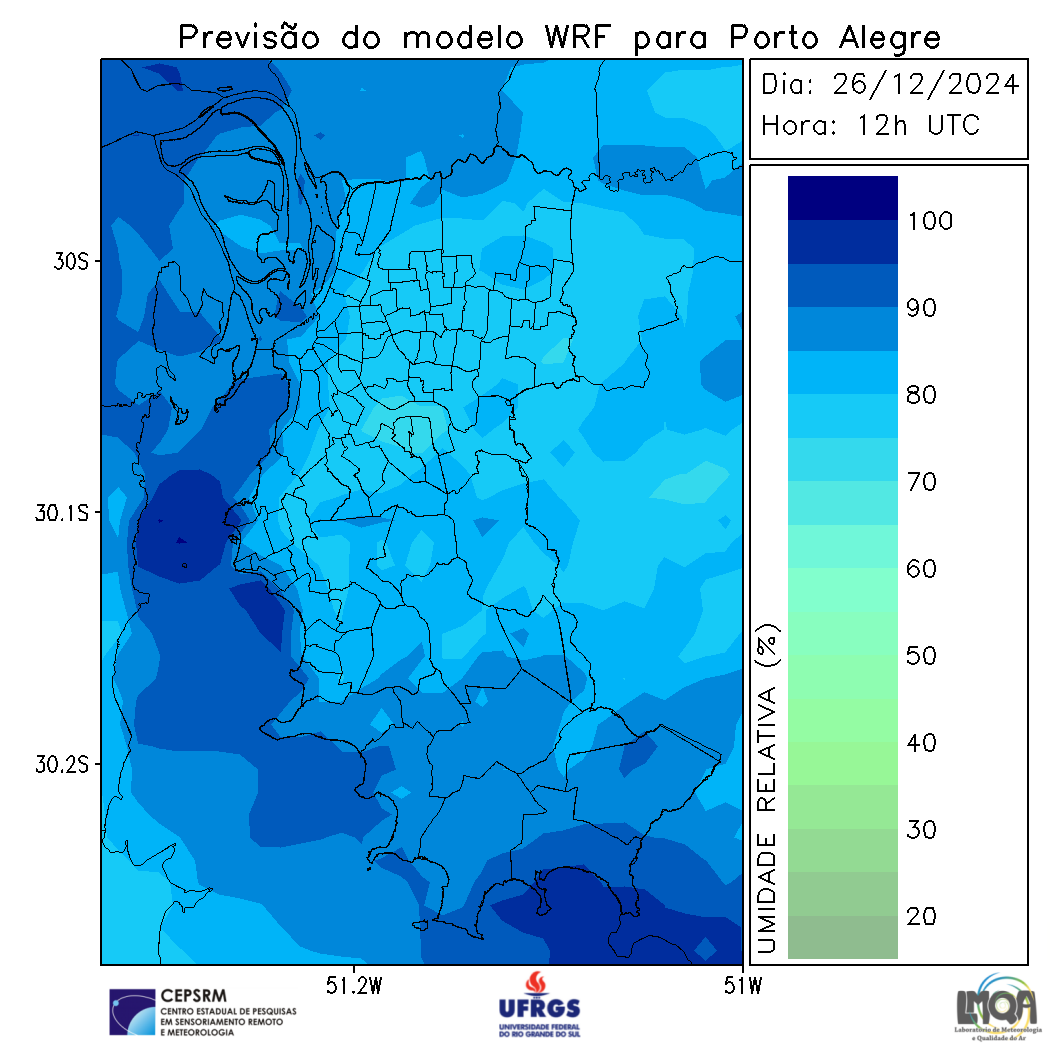 Previsão do modelo WRF para Porto Alegre
Dia: 26/12/2024
Hora: 12h UTC
30S
30.1S
30.2S
51.2W
51W
100
90
80
70
60
50
40
30
20
UMIDADE RELATIVA (%)
CEPSRM
CENTRO ESTADUAL DE PESQUISAS
EM SENSORIAMENTO REMOTO
E METEOROLOGIA
UFRGS
UNIVERSIDADE FEDERAL
DO RIO GRANDE DO SUL
LMQA
Laboratório de Meteorologia
e Qualidade do Ar